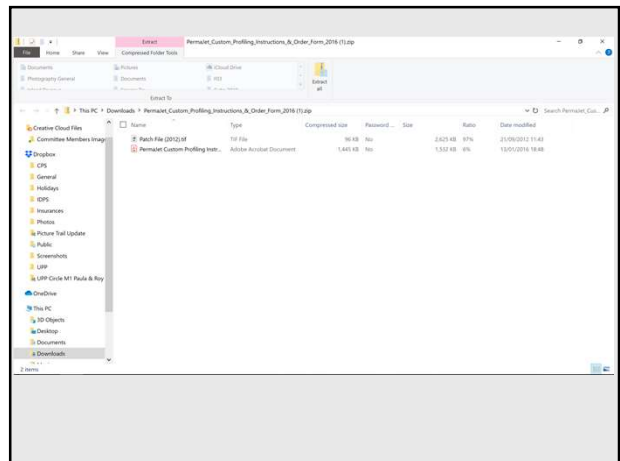 Extract
PermaJet_Custom_Profiling_Instructions_&_Order_Form_2016 (1).zip
File Home Share View Compressed Folder Tools
Documents Pictures iCloud Drive
Photography General Documents
Extract all
Extract To
This PC > Downloads > PermaJet_Custom_Profiling_Instructions_&_Order_Form_2016 (1).zip
Search PermaJet_Cus...
Name Type Compressed size Password ... Size Ratio Date modified
Patch File (2012).tif TIF File 96 KB No 2,625 KB 97% 21/09/2012 11:43
PermaJet Custom Profiling Instr... Adobe Acrobat Document 1,445 KB No 1,532 KB 6% 13/01/2016 18:48
Creative Cloud Files
Committee Members Image
Dropbox
CPS
General
Holidays
IDPS
Insurances
Photos
Picture Trail Update
Public
Screenshots
UPP
UPP Circle M1 Paula & Roy
OneDrive
This PC
3D Objects
Desktop
Documents
Downloads
2 items